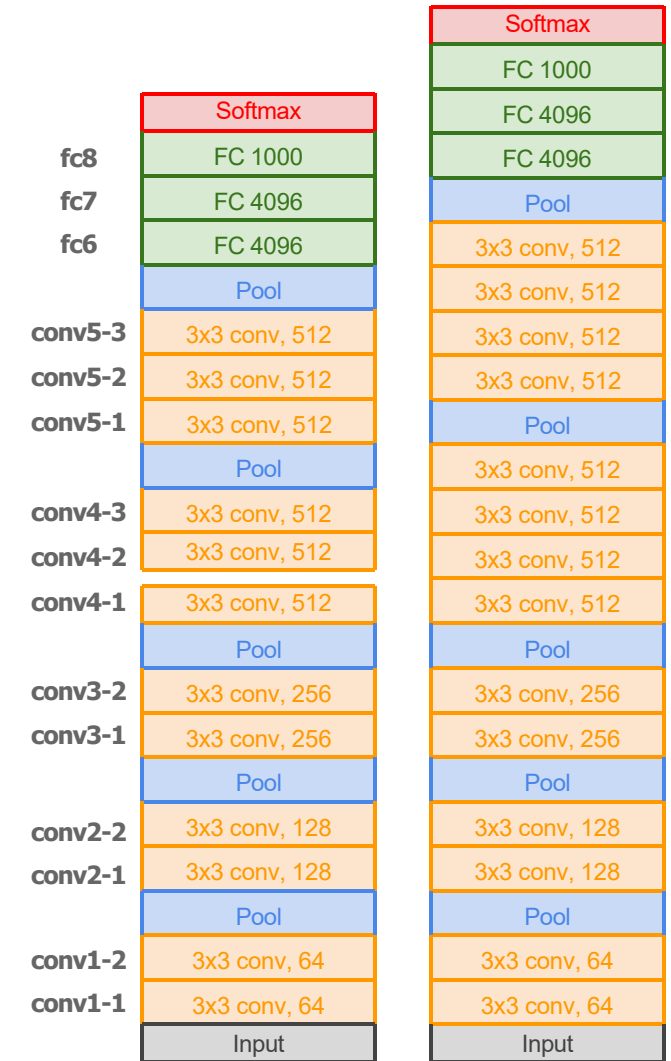 Softmax
fc8 FC 1000
fc7 FC 4096
fc6 FC 4096
Pool
conv5-3 3x3 conv, 512
conv5-2 3x3 conv, 512
conv5-1 3x3 conv, 512
Pool
conv4-3 3x3 conv, 512
conv4-2 3x3 conv, 512
conv4-1 3x3 conv, 512
Pool
conv3-2 3x3 conv, 256
conv3-1 3x3 conv, 256
Pool
conv2-2 3x3 conv, 128
conv2-1 3x3 conv, 128
Pool
conv1-2 3x3 conv, 64
conv1-1 3x3 conv, 64
Input
Softmax
FC 1000
FC 4096
FC 4096
Pool
3x3 conv, 512
3x3 conv, 512
3x3 conv, 512
3x3 conv, 512
Pool
3x3 conv, 512
3x3 conv, 512
3x3 conv, 512
3x3 conv, 512
Pool
3x3 conv, 256
3x3 conv, 256
Pool
3x3 conv, 128
3x3 conv, 128
Pool
3x3 conv, 64
3x3 conv, 64
Input